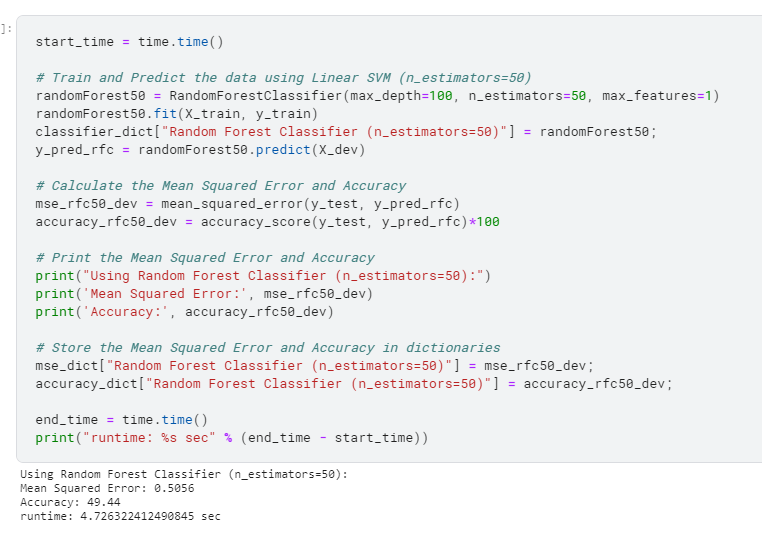 ]:
start_time = time.time()
# Train and Predict the data using Linear SVM (n_estimators=50)
randomForest50 = RandomForestClassifier(max_depth=100, n_estimators=50, max_features=1)
randomForest50.fit(X_train, y_train)
classifier_dict["Random Forest Classifier (n_estimators=50)"] = randomForest50;
y_pred_rfc = randomForest50.predict(X_dev)
# Calculate the Mean Squared Error and Accuracy
mse_rfc50_dev = mean_squared_error(y_test, y_pred_rfc)
accuracy_rfc50_dev = accuracy_score(y_test, y_pred_rfc)*100
# Print the Mean Squared Error and Accuracy
print("Using Random Forest Classifier (n_estimators=50):")
print('Mean Squared Error:', mse_rfc50_dev)
print('Accuracy:', accuracy_rfc50_dev)
# Store the Mean Squared Error and Accuracy in dictionaries
mse_dict["Random Forest Classifier (n_estimators=50)"] = mse_rfc50_dev;
accuracy_dict["Random Forest Classifier (n_estimators=50)"] = accuracy_rfc50_dev;
end_time = time.time()
print("runtime: %s sec" % (end_time - start_time))
Using Random Forest Classifier (n_estimators=50):
Mean Squared Error: 0.5056
Accuracy: 49.44
runtime: 4.726322412490845 sec